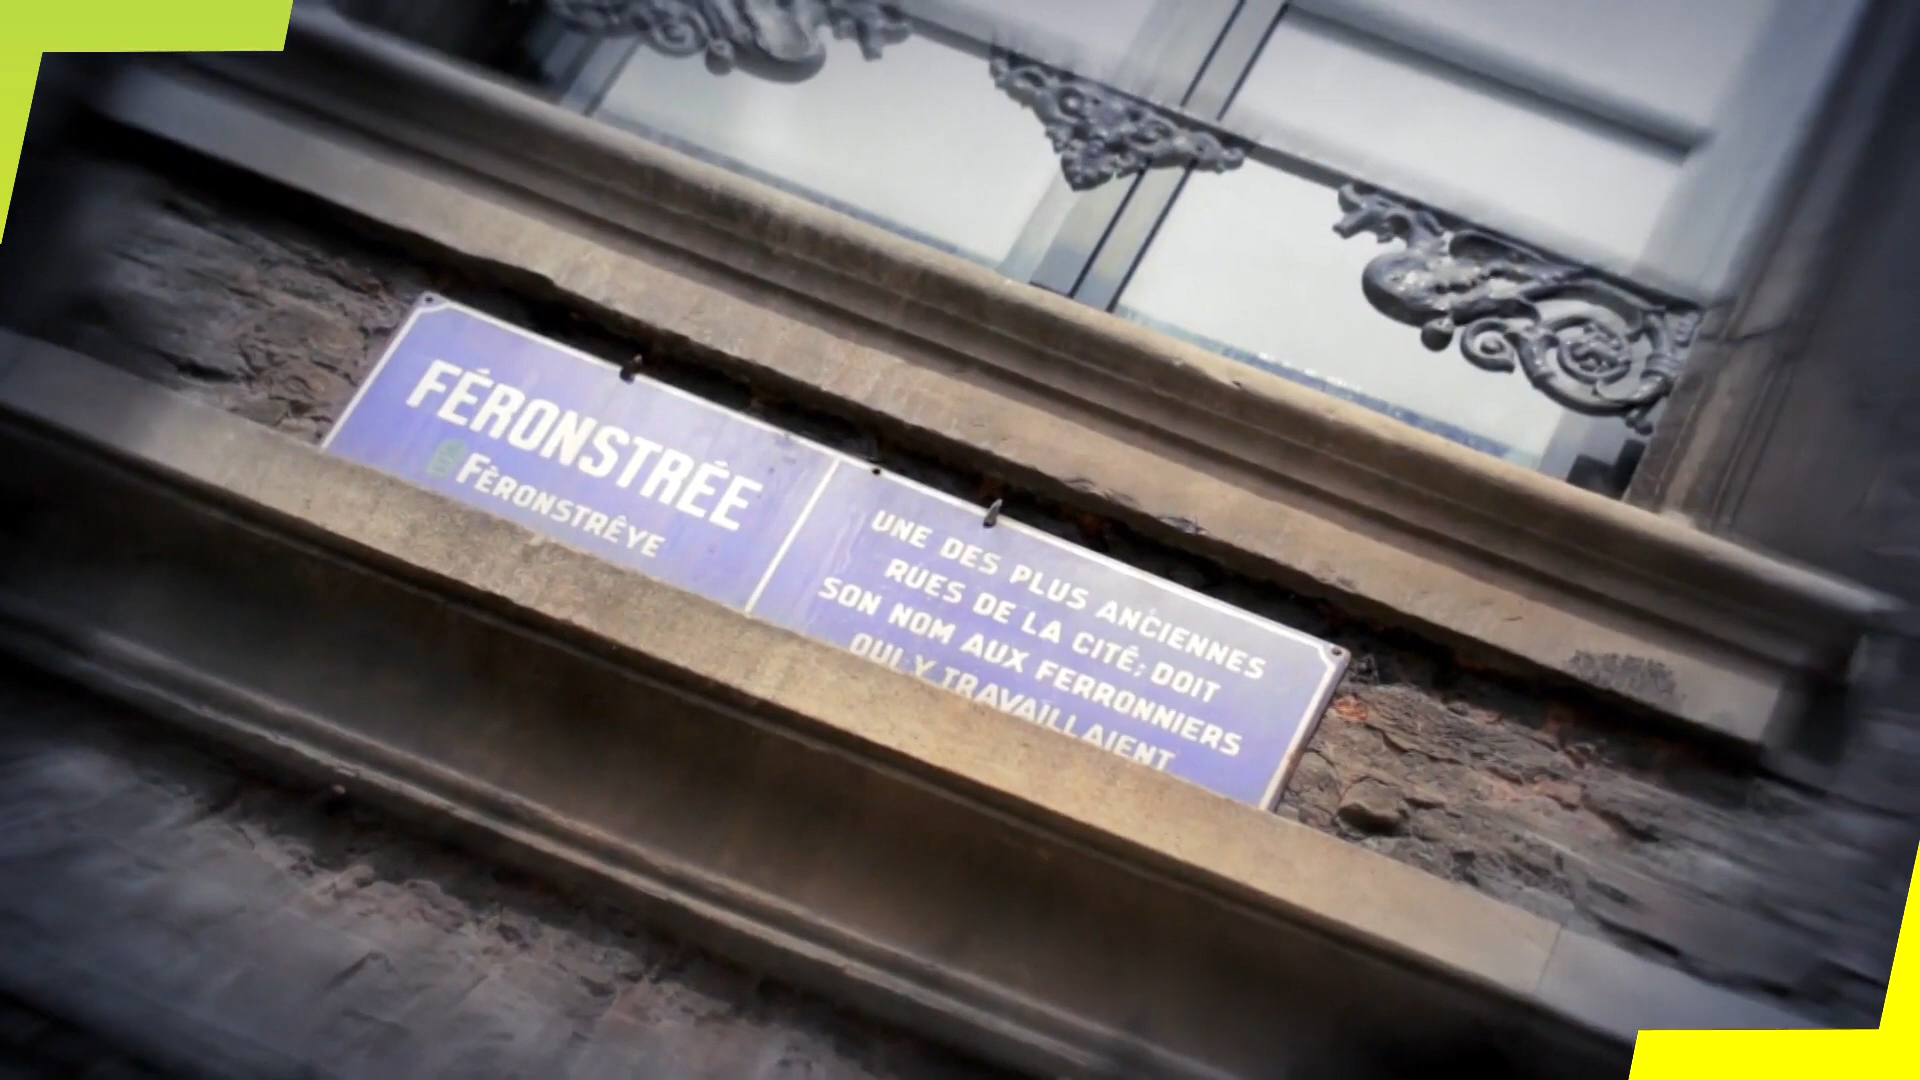 FÉRONSTRÉE
FÈRONSTRÊYE
UNE DES PLUS ANCIENNES
RUES DE LA CITÉ; DOIT
SON NOM AUX FERRONNIERS
QUI Y TRAVAILLAIENT